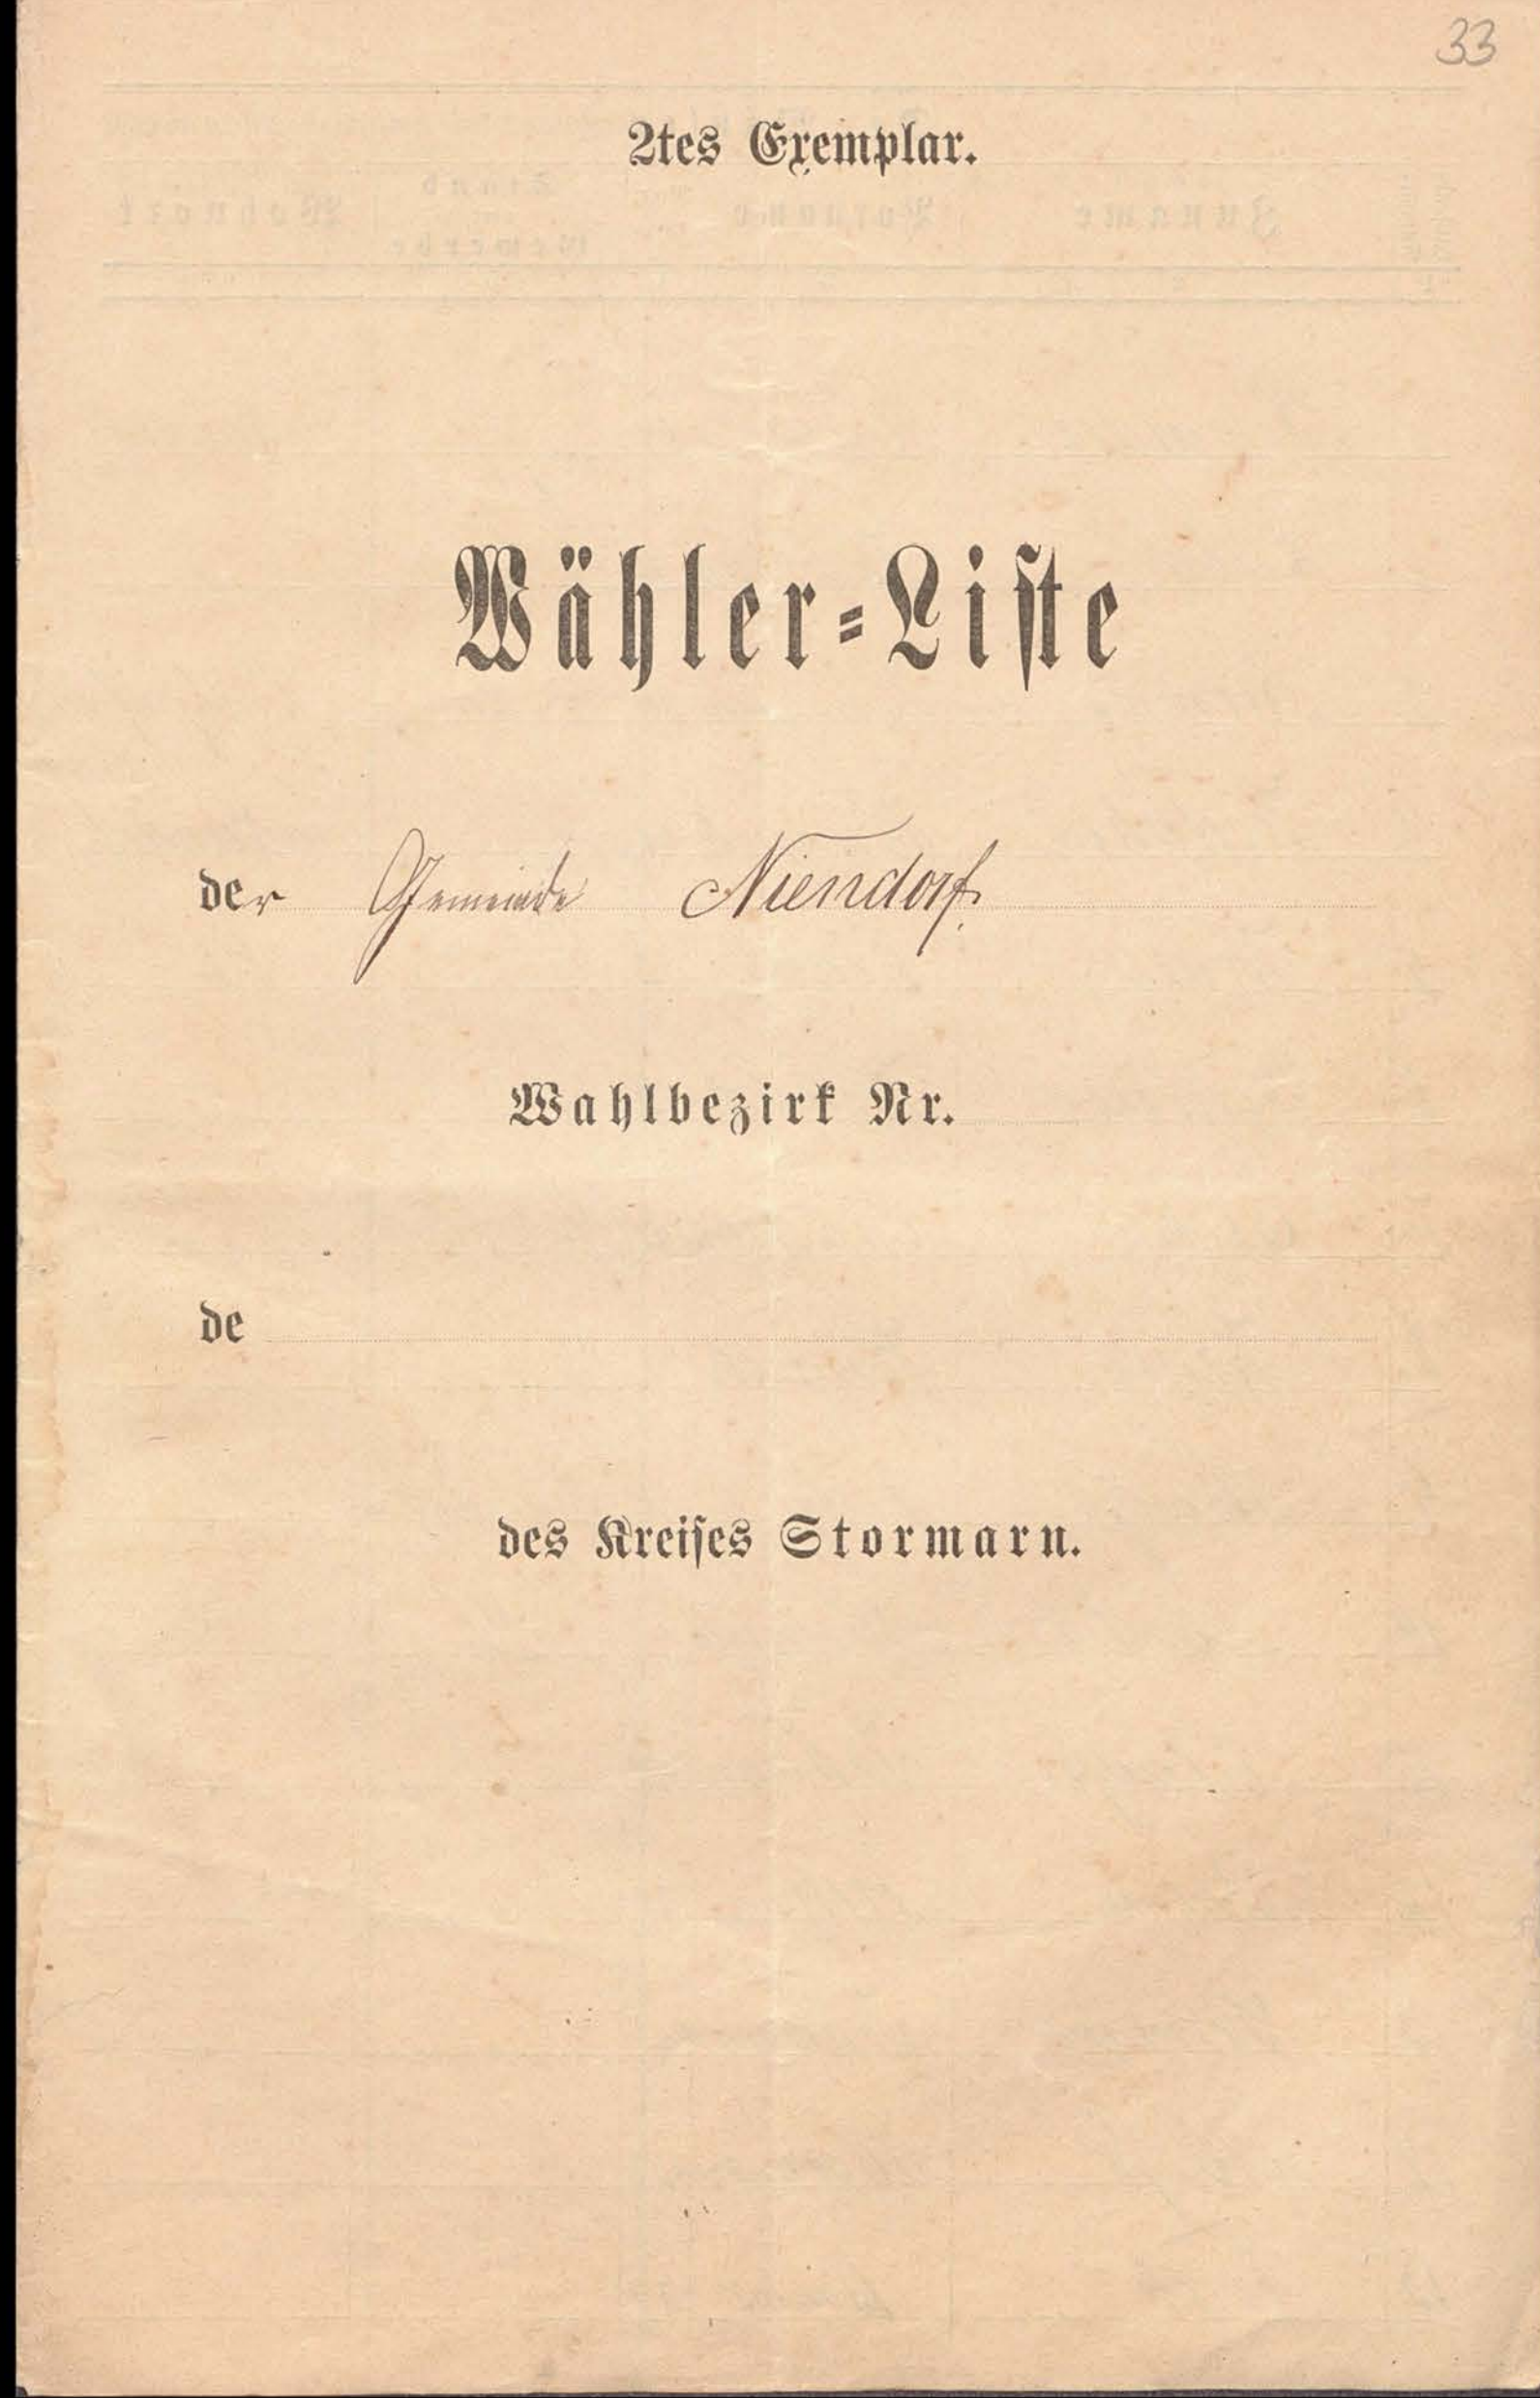 33
2tes Exemplar.
Wähler-Liste
der Gemeinde Niendorf.
Wahlbezirk Nr.
de
des Kreises Stormarn.